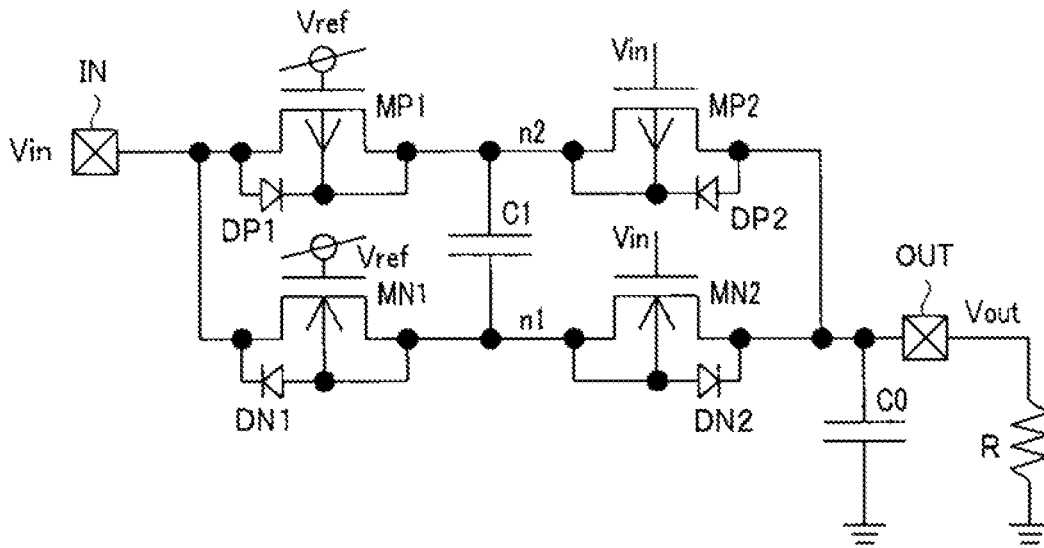 Vref
Vin
IN
MP1
MP2
Vin
n2
DP1
C1
DP2
Vref
Vin
OUT
MN1
MN2
n1
Vout
DN1
DN2
C0
R